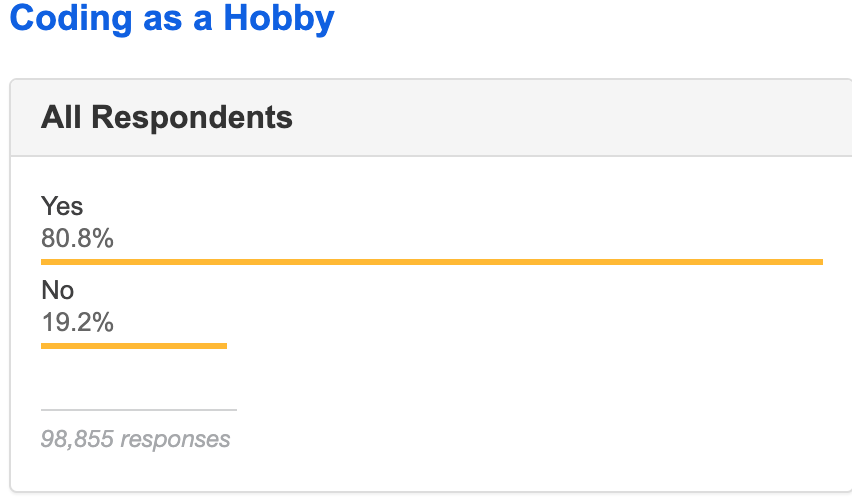 Coding as a Hobby
All Respondents
Yes
80.8%
No
19.2%
98,855 responses